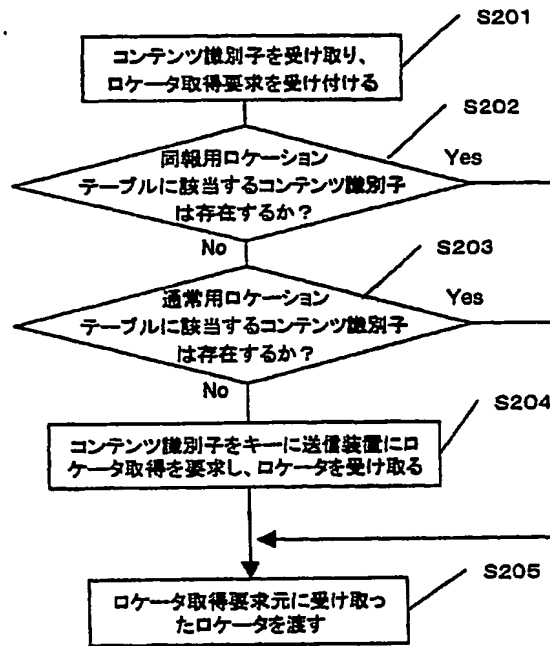 S201
コンテンツ識別子を受け取り、
ロケータ取得要求を受け付ける
S202
同報用ロケーション
テーブルに該当するコンテンツ識別子
は存在するか？
Yes
No
S203
通常用ロケーション
テーブルに該当するコンテンツ識別子
は存在するか？
Yes
No
S204
コンテンツ識別子をキーに送信装置にロ
ケータ取得を要求し、ロケータを受け取る
S205
ロケータ取得要求元に受け取っ
たロケータを渡す